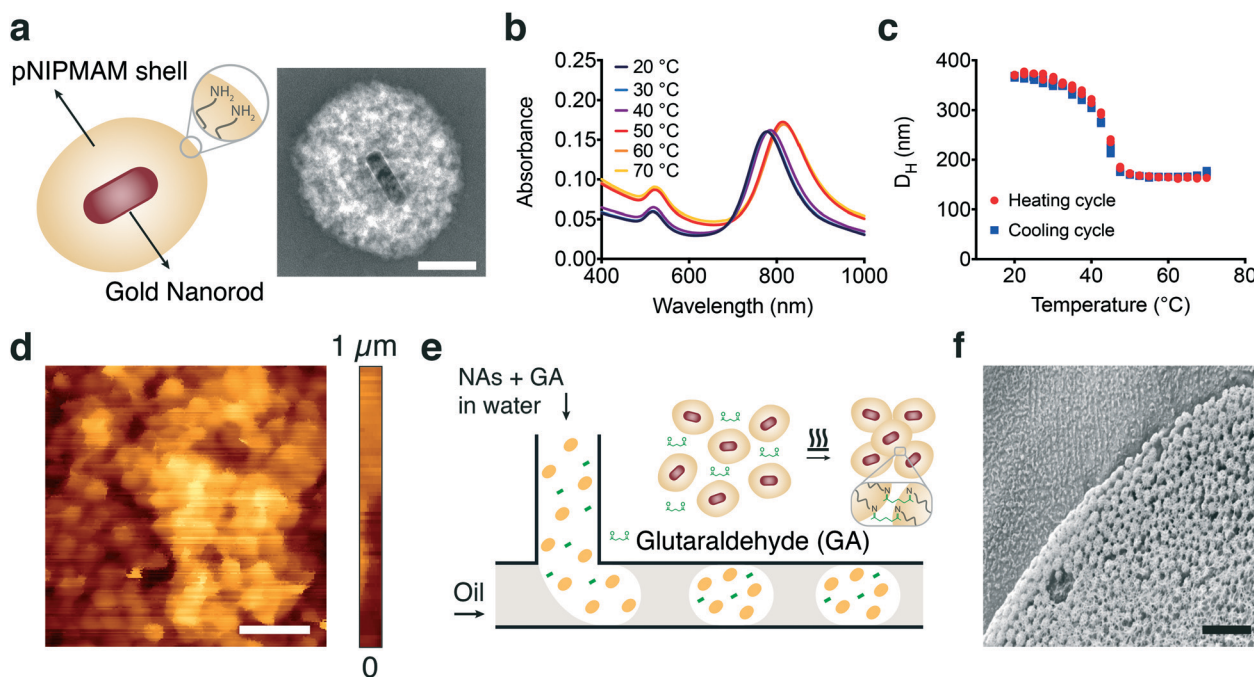 a
pNIPMAM shell
NH2
NH2
Gold Nanorod
b
0.25
0.20
0.15
0.10
0.05
0.00
400
600
800
1000
Absorbance
Wavelength (nm)
20 °C
30 °C
40 °C
50 °C
60 °C
70 °C
c
400
300
200
100
0
20
40
60
80
DH (nm)
Temperature (°C)
Heating cycle
Cooling cycle
d
1 µm
0
e
NAs + GA
in water
N
N
N
N
Glutaraldehyde (GA)
Oil
f